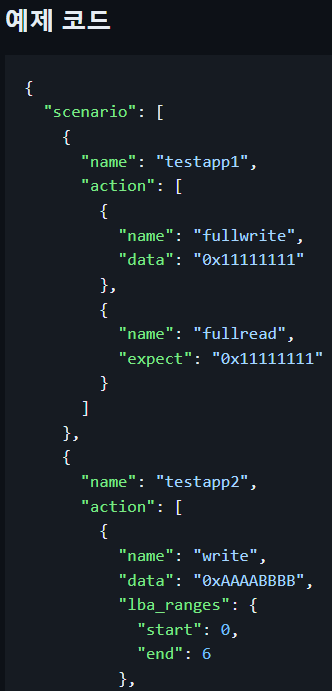 예제 코드
{
  "scenario": [
    {
      "name": "testapp1",
      "action": [
        {
          "name": "fullwrite",
          "data": "0x11111111"
        },
        {
          "name": "fullread",
          "expect": "0x11111111"
        }
      ]
    },
    {
      "name": "testapp2",
      "action": [
        {
          "name": "write",
          "data": "0xAAAABBBB",
          "lba_ranges": {
            "start": 0,
            "end": 6
          },